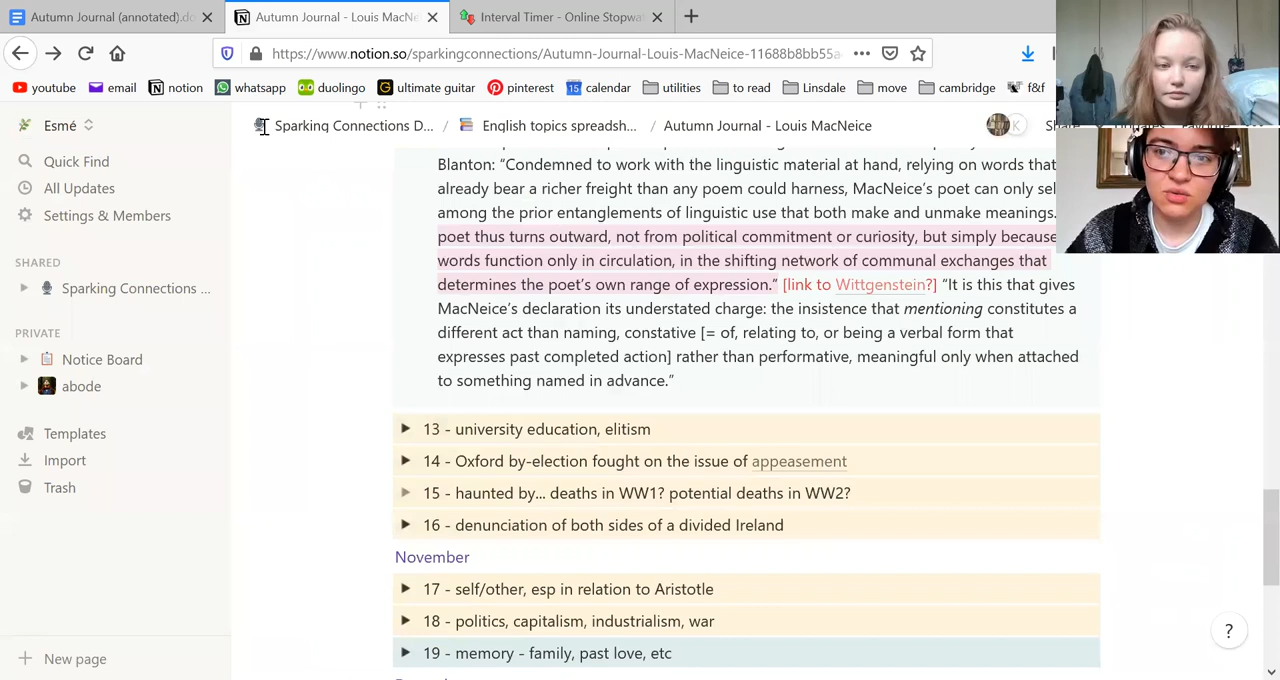 Autumn Journal (annotated).do
Autumn Journal - Louis MacNei
Interval Timer - Online Stopwa
https://www.notion.so/sparkingconnections/Autumn-Journal-Louis-MacNeice-11688b8bb55a
youtube email notion whatsapp duolingo ultimate guitar pinterest calendar utilities to read Linsdale move cambridge f&f
Esmé
Sparking Connections D... / English topics spreadsh... / Autumn Journal - Louis MacNeice
Quick Find
All Updates
Settings & Members
SHARED
Sparking Connections ...
PRIVATE
Notice Board
abode
Templates
Import
Trash
New page
Blanton: “Condemned to work with the linguistic material at hand, relying on words that
already bear a richer freight than any poem could harness, MacNeice’s poet can only sel
among the prior entanglements of linguistic use that both make and unmake meanings.
poet thus turns outward, not from political commitment or curiosity, but simply because
words function only in circulation, in the shifting network of communal exchanges that
determines the poet’s own range of expression.” [link to Wittgenstein?] “It is this that gives
MacNeice’s declaration its understated charge: the insistence that mentioning constitutes a
different act than naming, constative [= of, relating to, or being a verbal form that
expresses past completed action] rather than performative, meaningful only when attached
to something named in advance.”
13 - university education, elitism
14 - Oxford by-election fought on the issue of appeasement
15 - haunted by... deaths in WW1? potential deaths in WW2?
16 - denunciation of both sides of a divided Ireland
November
17 - self/other, esp in relation to Aristotle
18 - politics, capitalism, industrialism, war
19 - memory - family, past love, etc
K
?